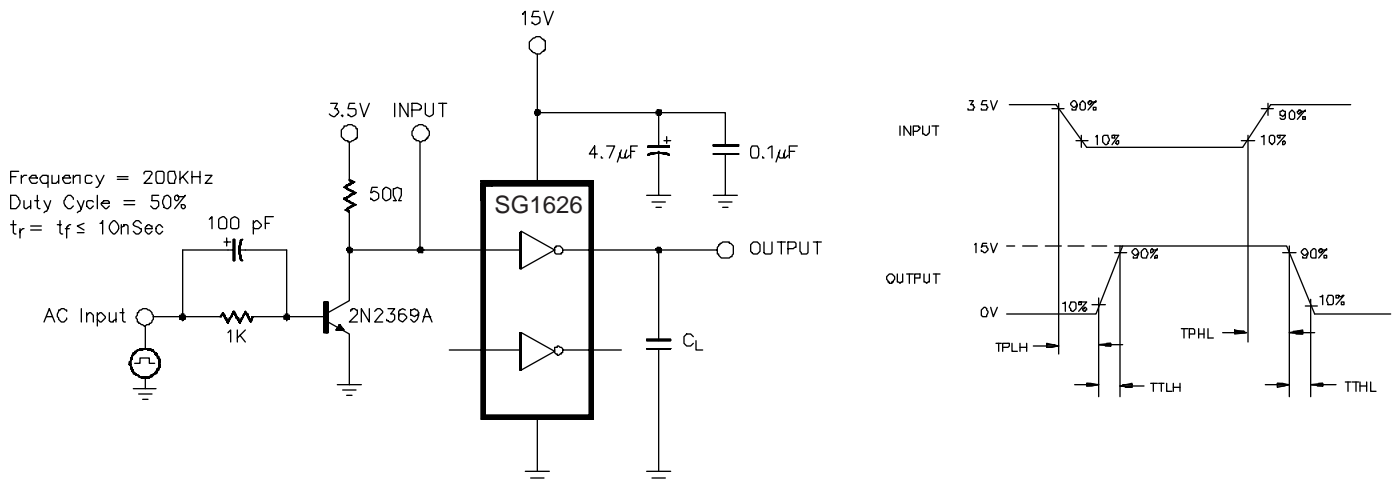 15V
3.5V INPUT
4.7µF
+
0.1µF
Frequency = 200KHz
Duty Cycle = 50%
tr = tf ≤ 10nSec
50Ω
SG1626
100 pF
+
OUTPUT
AC Input
1K
2N2369A
CL
3.5V
90%
90%
INPUT
10%
10%
15V
90%
90%
OUTPUT
10%
10%
0V
TPLH
TPHL
TTLH
TTHL